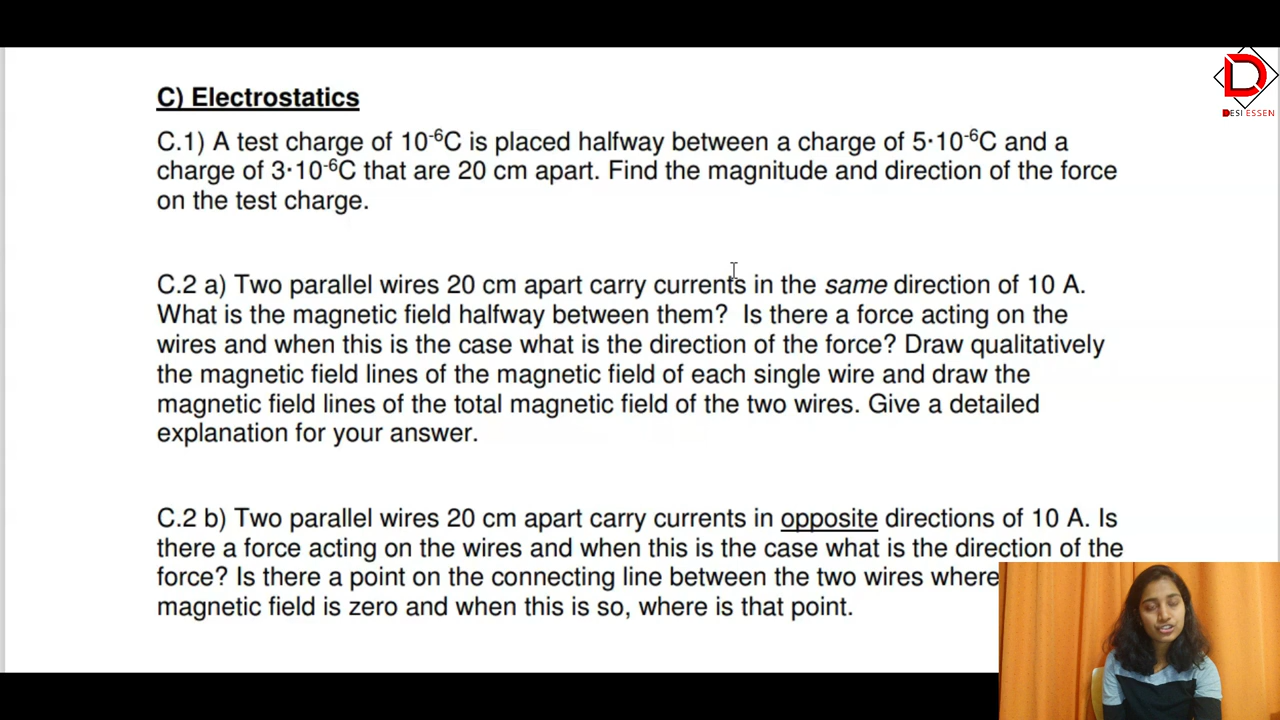 DESI ESSEN
C) Electrostatics
C.1) A test charge of 10⁻⁶C is placed halfway between a charge of 5·10⁻⁶C and a
charge of 3·10⁻⁶C that are 20 cm apart. Find the magnitude and direction of the force
on the test charge.
C.2 a) Two parallel wires 20 cm apart carry currents in the same direction of 10 A.
What is the magnetic field halfway between them?  Is there a force acting on the
wires and when this is the case what is the direction of the force? Draw qualitatively
the magnetic field lines of the magnetic field of each single wire and draw the
magnetic field lines of the total magnetic field of the two wires. Give a detailed
explanation for your answer.
C.2 b) Two parallel wires 20 cm apart carry currents in opposite directions of 10 A. Is
there a force acting on the wires and when this is the case what is the direction of the
force? Is there a point on the connecting line between the two wires where
magnetic field is zero and when this is so, where is that point.